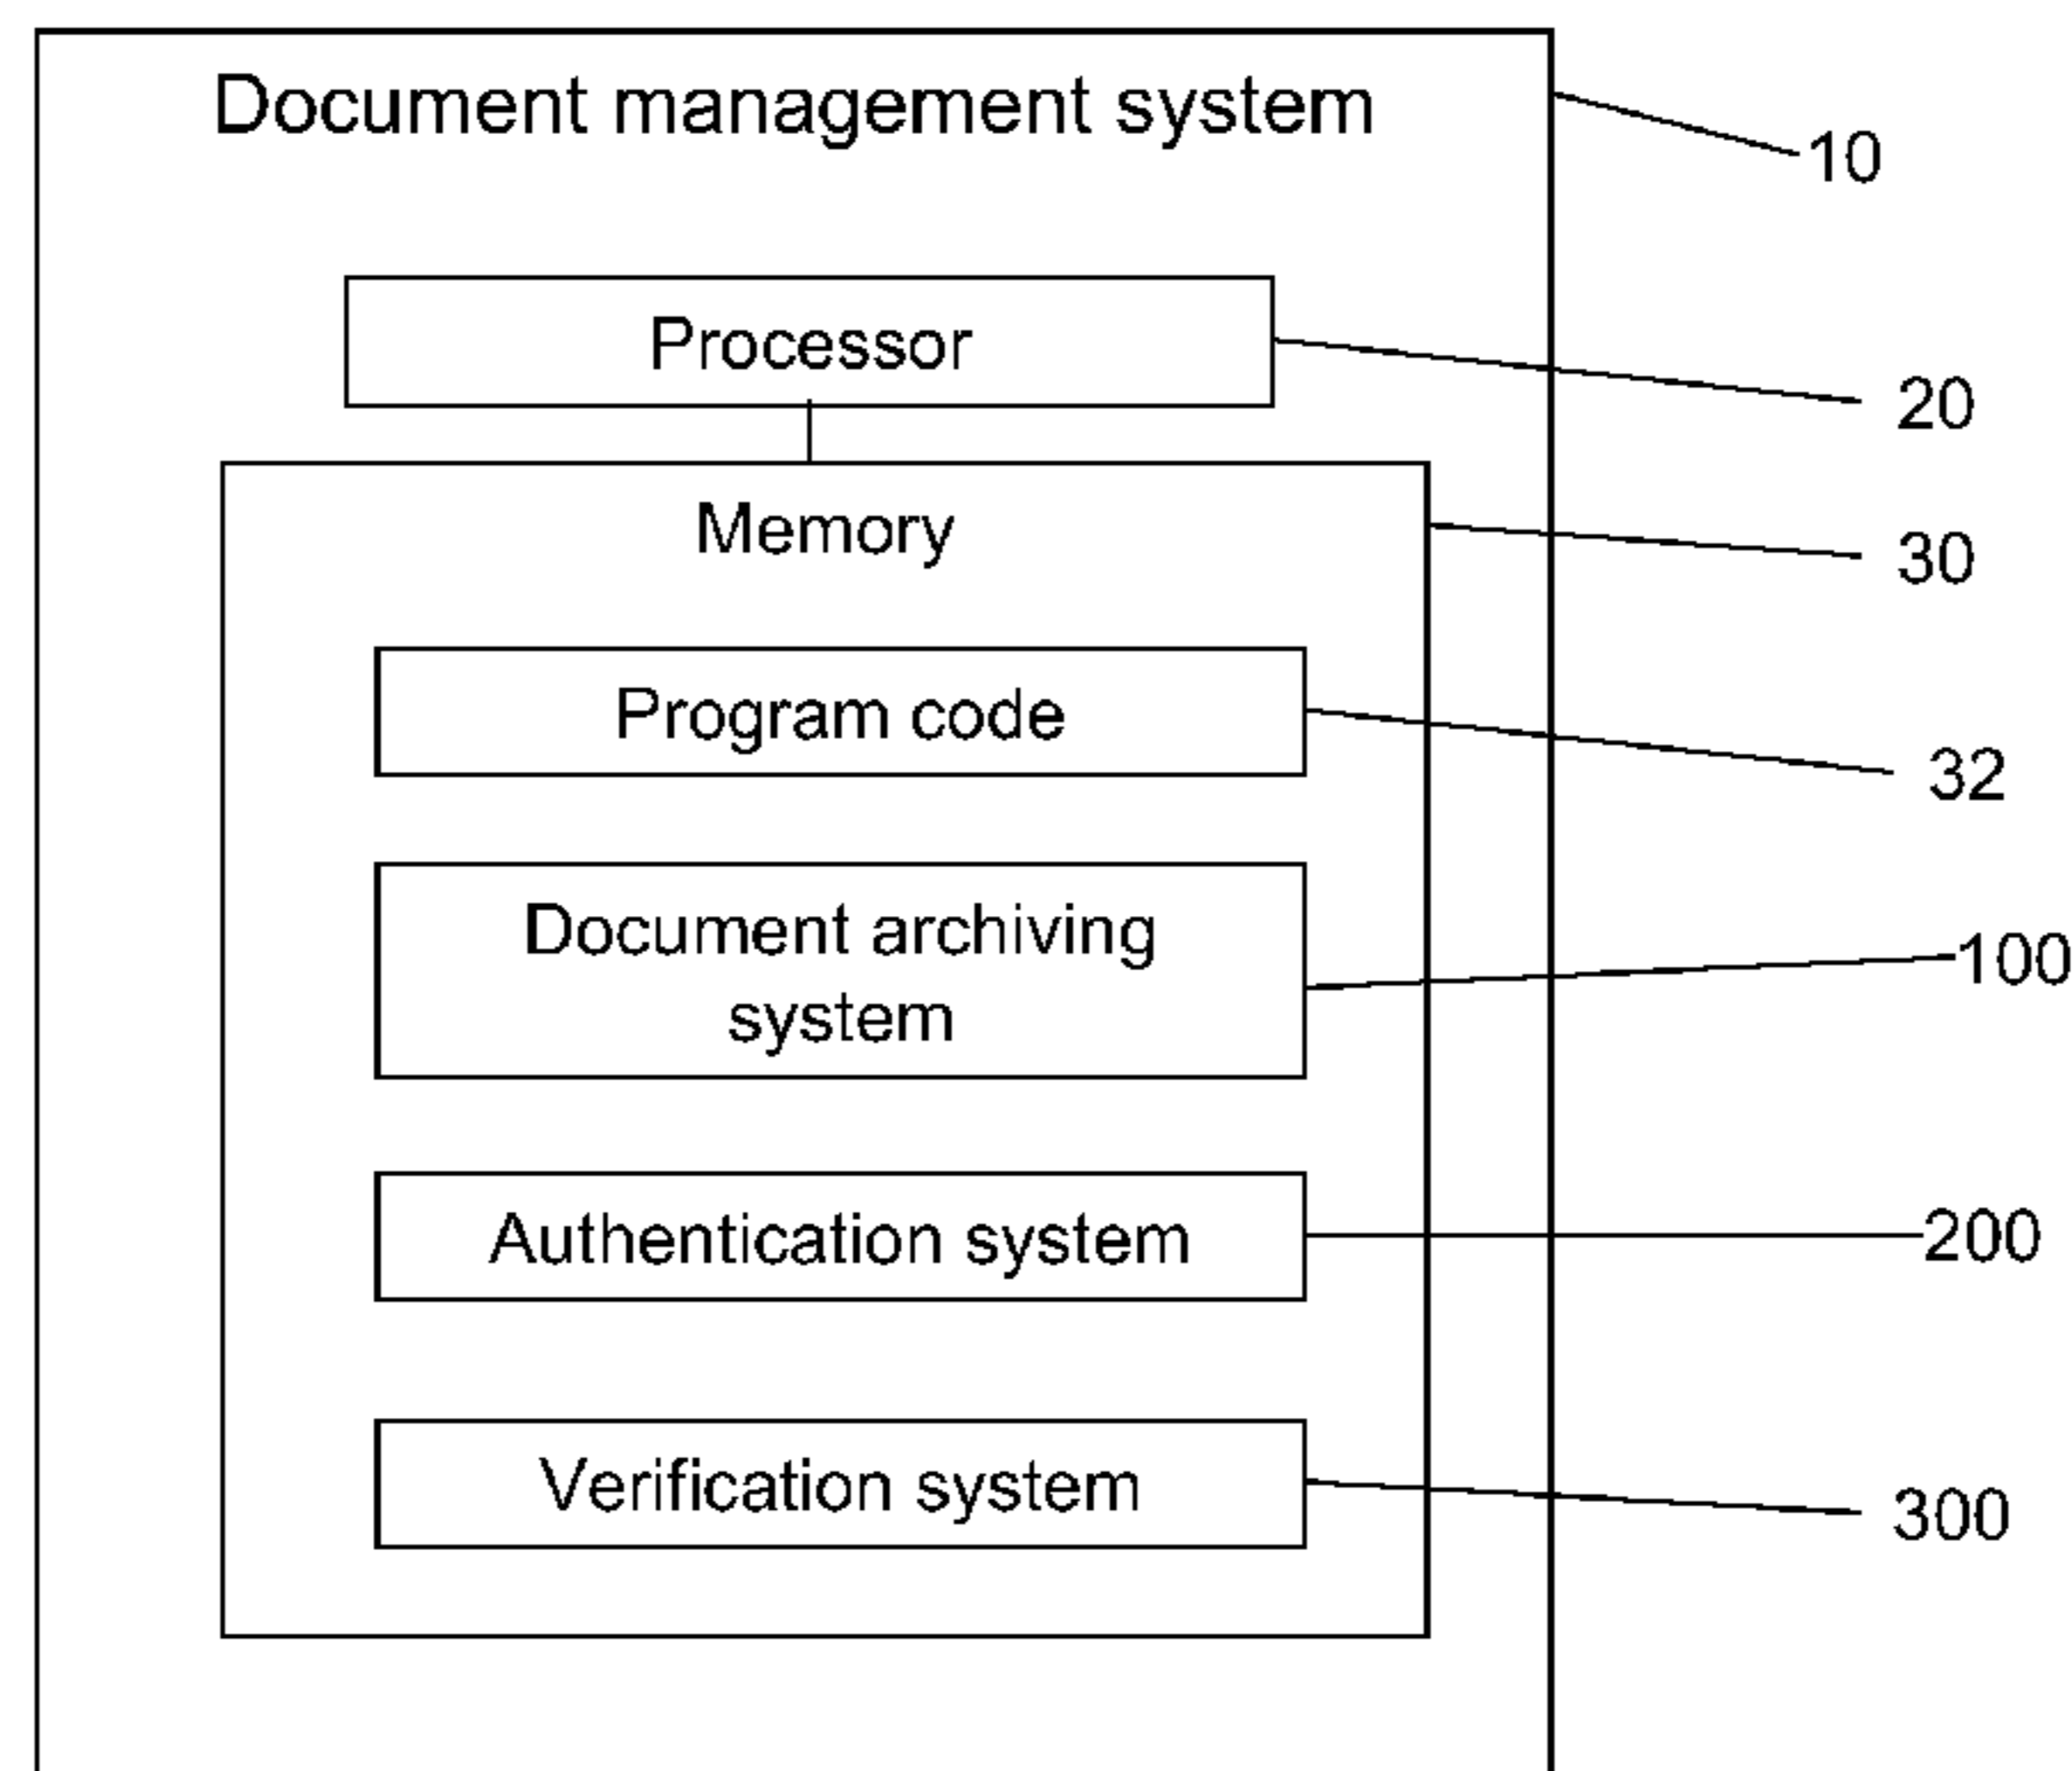 Document management system
10
Processor
20
Memory
30
Program code
32
Document archiving
system
100
Authentication system
200
Verification system
300